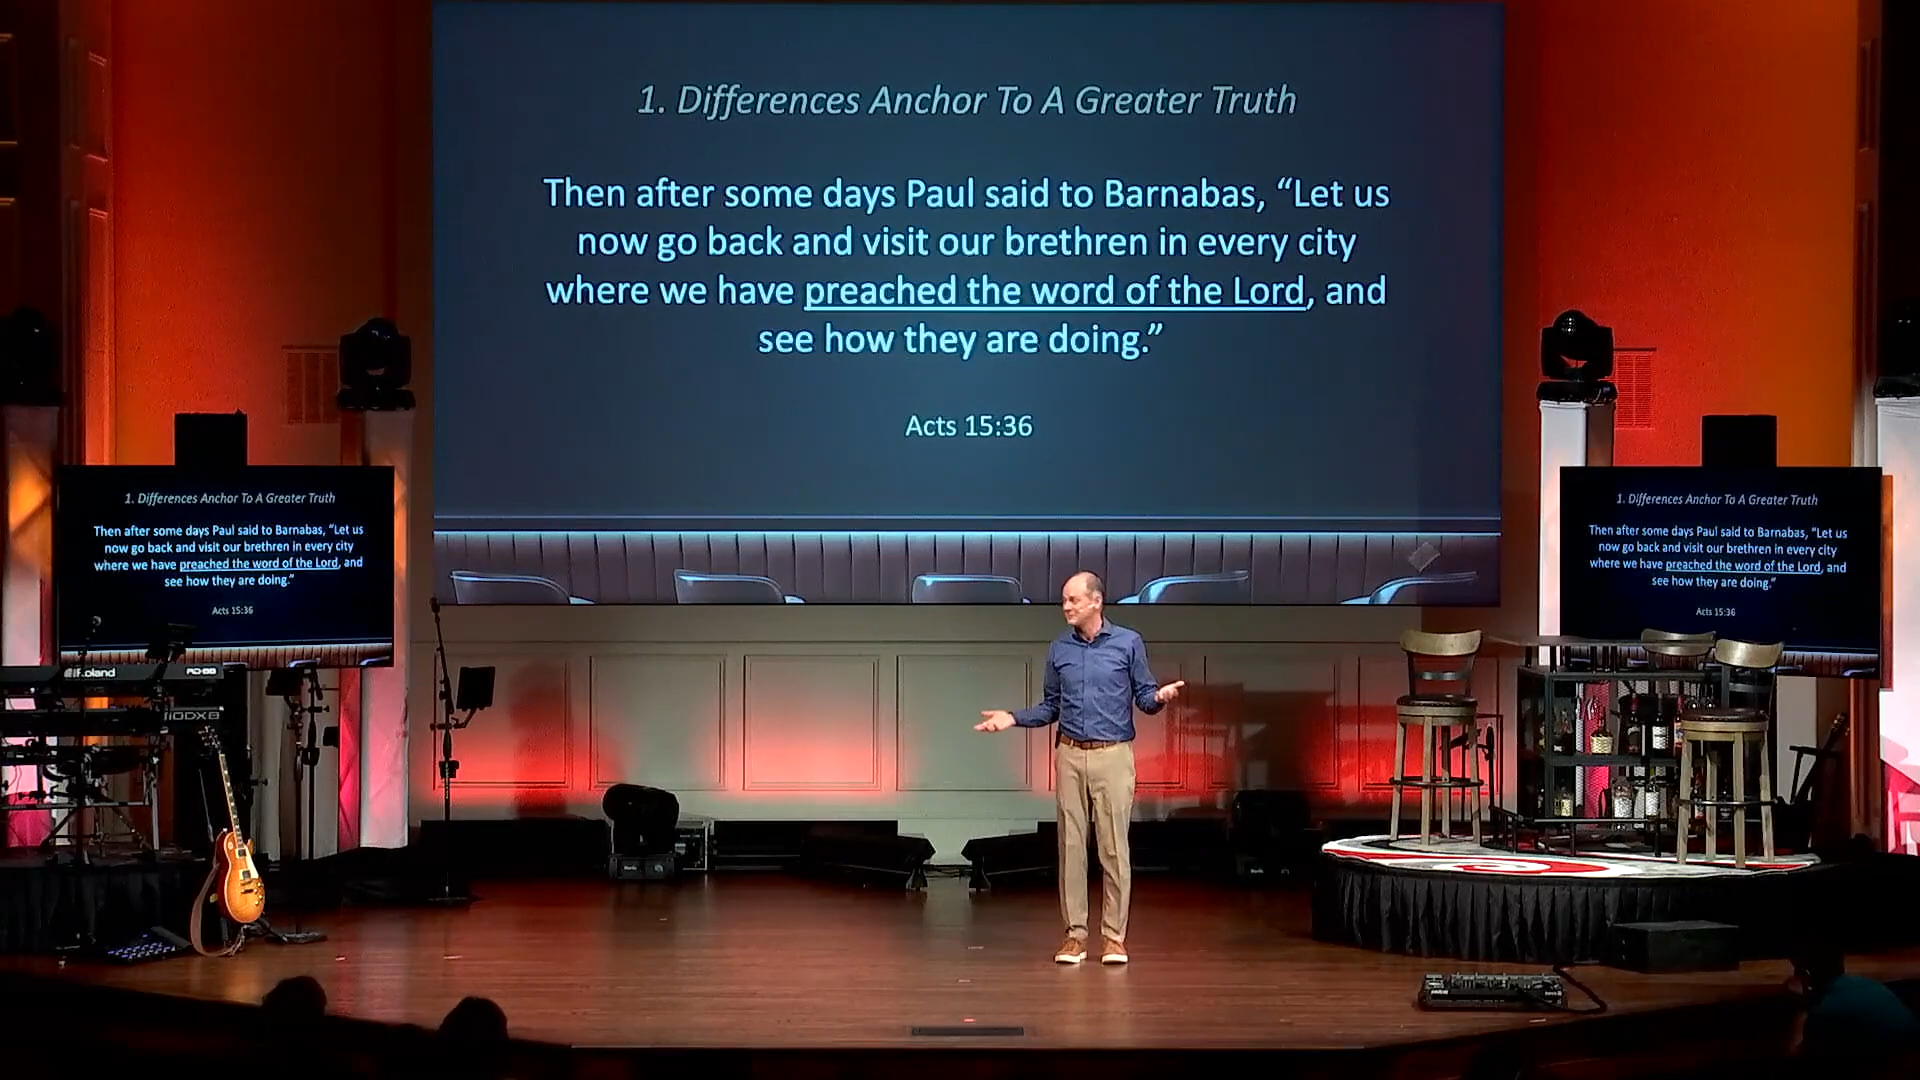 1. Differences Anchor To A Greater Truth
Then after some days Paul said to Barnabas, “Let us
now go back and visit our brethren in every city
where we have preached the word of the Lord, and
see how they are doing.”
Acts 15:36
1. Differences Anchor To A Greater Truth
Then after some days Paul said to Barnabas, “Let us
now go back and visit our brethren in every city
where we have preached the word of the Lord, and
see how they are doing.”
Acts 15:36
1. Differences Anchor To A Greater Truth
Then after some days Paul said to Barnabas, “Let us
now go back and visit our brethren in every city
where we have preached the word of the Lord, and
see how they are doing.”
Acts 15:36
Roland